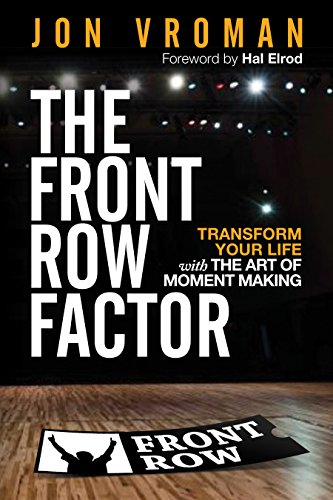 JON VROMAN
Foreword by Hal Elrod
THE
FRONT
ROW
FACTOR
TRANSFORM
YOUR LIFE
with THE ART OF
MOMENT MAKING
FRONT
ROW